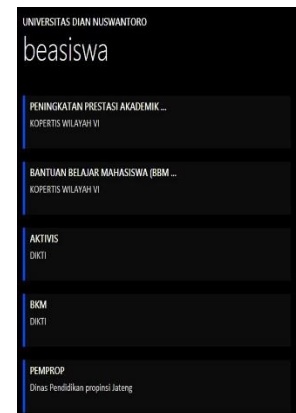 UNIVERSITAS DIAN NUSWANTORO
beasiswa
PENINGKATAN PRESTASI AKADEMIK ...
KOPERTIS WILAYAH VI
BANTUAN BELAJAR MAHASISWA (BBM ...
KOPERTIS WILAYAH VI
AKTIVIS
DIKTI
BKM
DIKTI
PEMPROP
Dinas Pendidikan propinsi Jateng